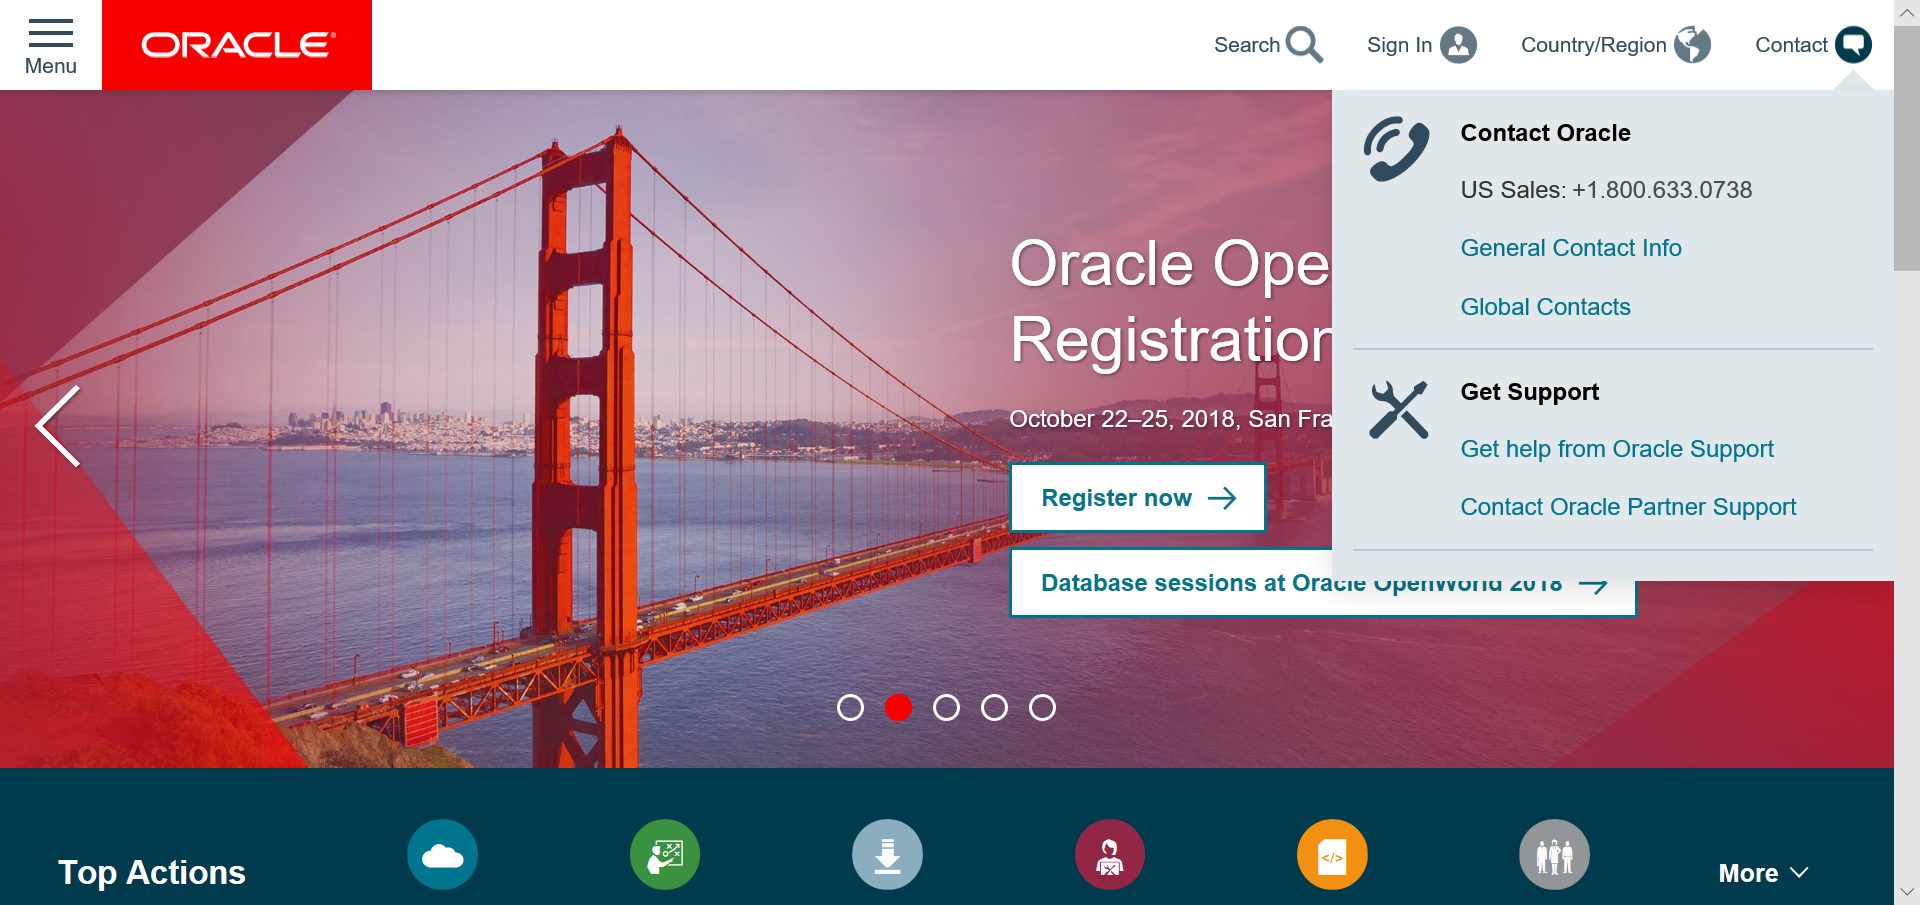 Menu
ORACLE®
Search
Sign In
Country/Region
Contact
Contact Oracle
US Sales: +1.800.633.0738
General Contact Info
Global Contacts
Get Support
Get help from Oracle Support
Contact Oracle Partner Support
Oracle Ope
Registration
October 22–25, 2018, San Fra
Register now
Database sessions at Oracle OpenWorld 2018
Top Actions
</>
More